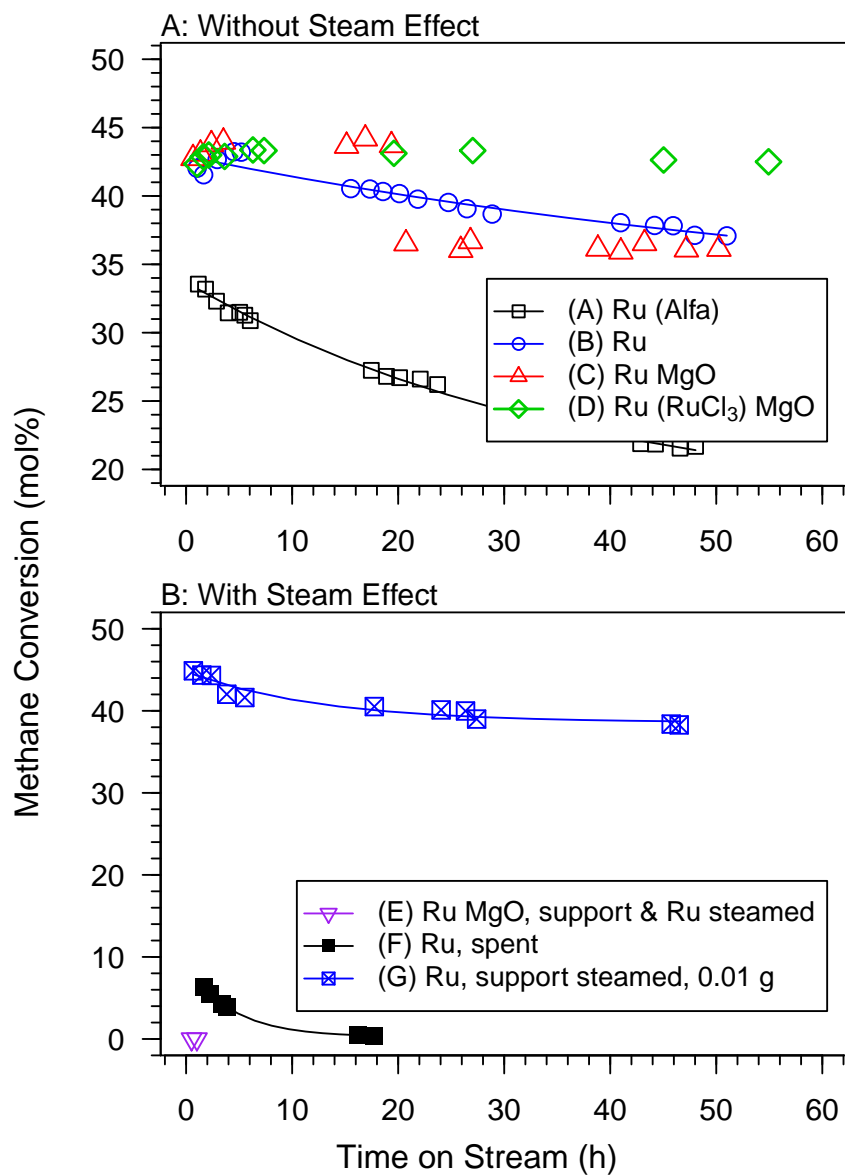 A: Without Steam Effect
50
45
40
35
30
25
20
(A) Ru (Alfa)
(B) Ru
(C) Ru MgO
(D) Ru (RuCl₃) MgO
0 10 20 30 40 50 60
Methane Conversion (mol%)
B: With Steam Effect
50
40
30
20
10
0
(E) Ru MgO, support & Ru steamed
(F) Ru, spent
(G) Ru, support steamed, 0.01 g
0 10 20 30 40 50 60
Time on Stream (h)